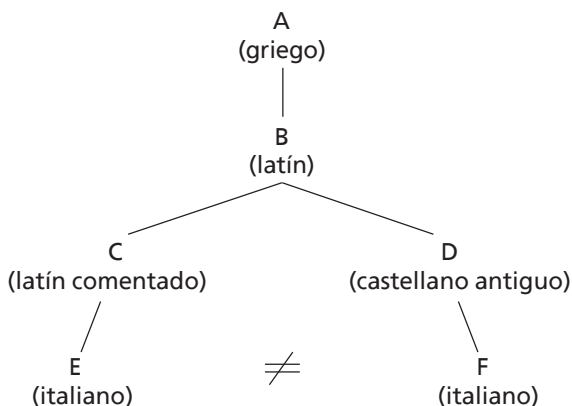 A
(griego)
B
(latín)
C
(latín comentado)
D
(castellano antiguo)
E
(italiano)
≠
F
(italiano)